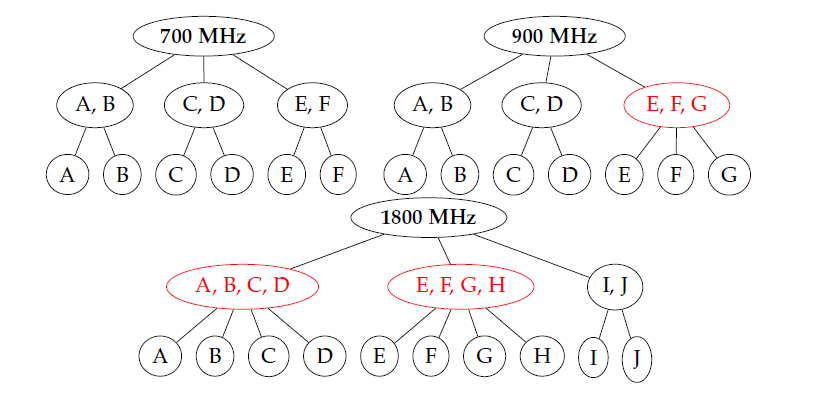 700 MHz 900 MHz
A, B C, D E, F A, B C, D E, F, G
A B C D E F A B C D E F G
1800 MHz
A, B, C, D E, F, G, H I, J
A B C D E F G H I J